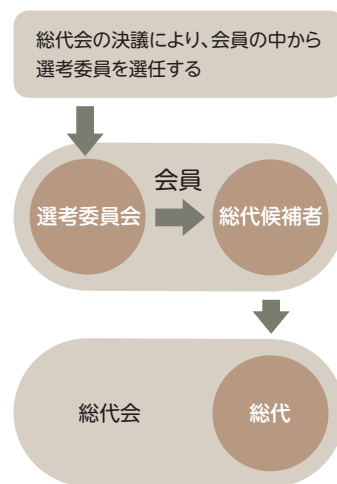 総代会の決議により、会員の中から
選考委員を選任する
会員
選考委員会
総代候補者
総代会
総代